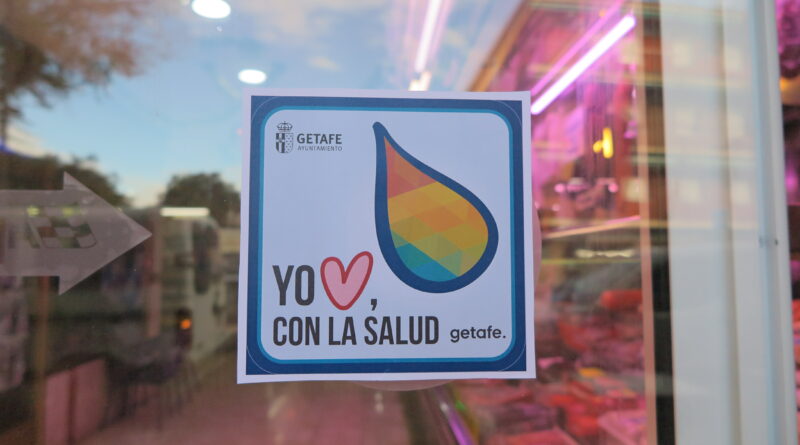 GETAFE
AYUNTAMIENTO
YO ,
CON LA SALUD
getafe.